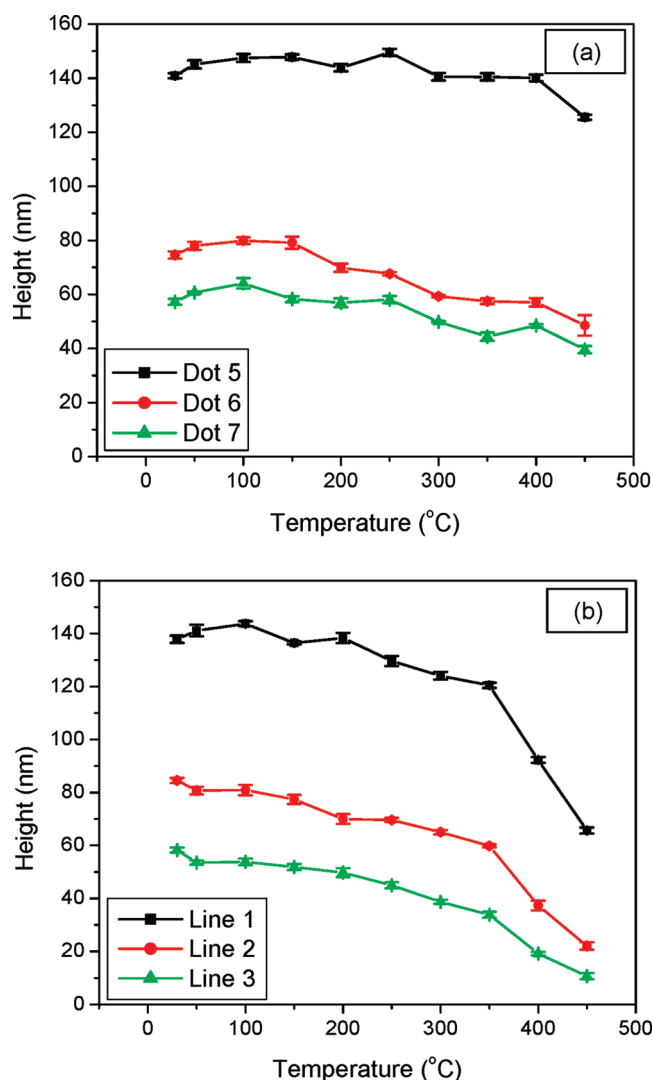 160
(a)
140
120
100
80
60
40
20
0
Height (nm)
Dot 5
Dot 6
Dot 7
0 100 200 300 400 500
Temperature (°C)
160
(b)
140
120
100
80
60
40
20
0
Height (nm)
Line 1
Line 2
Line 3
0 100 200 300 400 500
Temperature (°C)